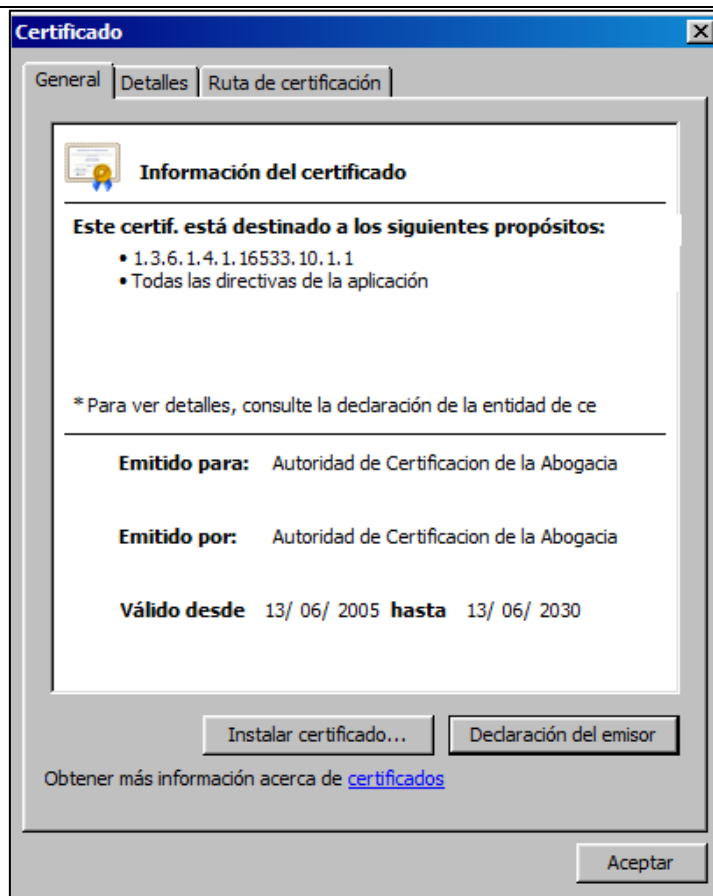 Certificado
General Detalles Ruta de certificación
Información del certificado
Este certif. está destinado a los siguientes propósitos:
• 1.3.6.1.4.1.16533.10.1.1
• Todas las directivas de la aplicación
* Para ver detalles, consulte la declaración de la entidad de ce
Emitido para: Autoridad de Certificacion de la Abogacia
Emitido por: Autoridad de Certificacion de la Abogacia
Válido desde 13/ 06/ 2005 hasta 13/ 06/ 2030
Instalar certificado... Declaración del emisor
Obtener más información acerca de certificados
Aceptar